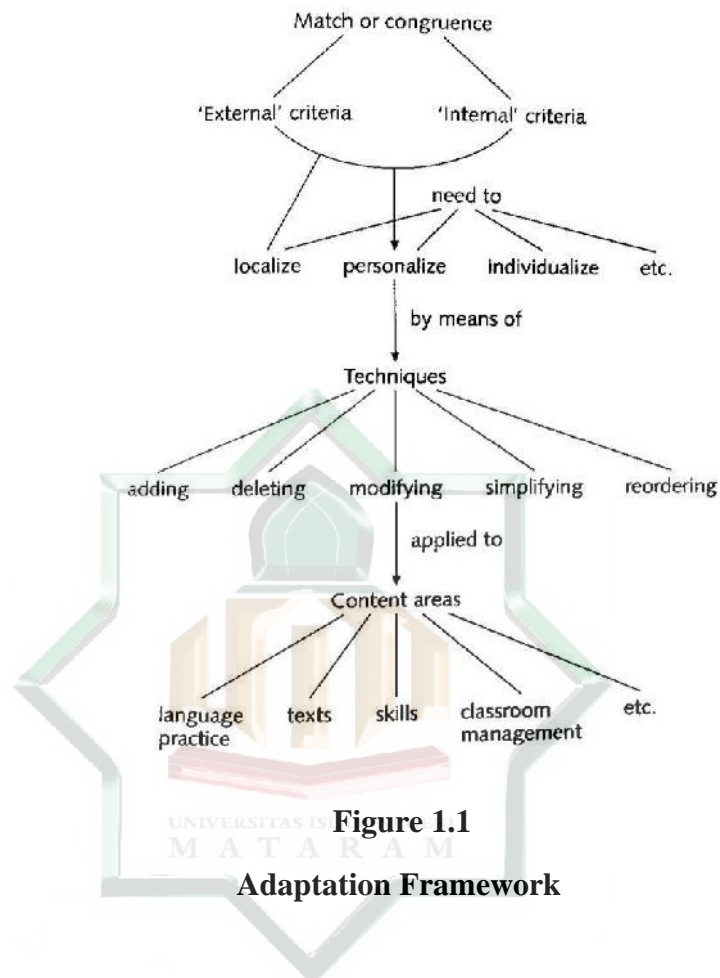 Match or congruence
'External' criteria 'Internal' criteria
need to
localize personalize individualize etc.
by means of
Techniques
adding deleting modifying simplifying reordering
applied to
Content areas
language practice texts skills classroom management etc.
UNIVERSITAS
Figure 1.1
MATARAM
Adaptation Framework